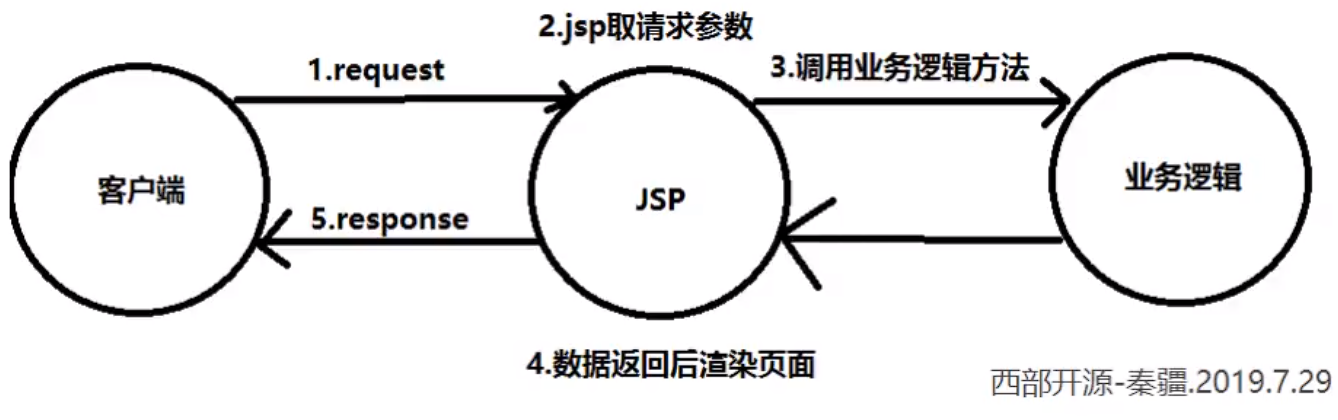 2.jsp取请求参数
1.request
3.调用业务逻辑方法
客户端
JSP
业务逻辑
5.response
4.数据返回后渲染页面
西部开源-秦疆.2019.7.29